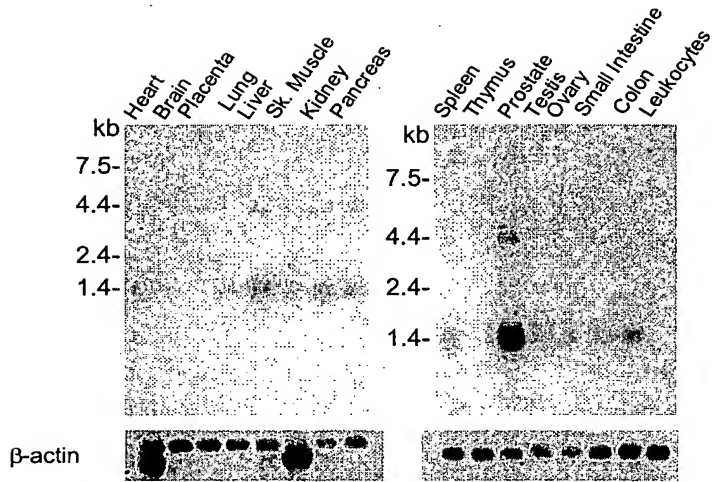 Heart
Brain
Placenta
Lung
Liver
Sk. Muscle
Kidney
Pancreas
kb
7.5-
4.4-
2.4-
1.4-
Spleen
Thymus
Prostate
Testis
Ovary
Small Intestine
Colon
Leukocytes
kb
7.5-
4.4-
2.4-
1.4-
β-actin